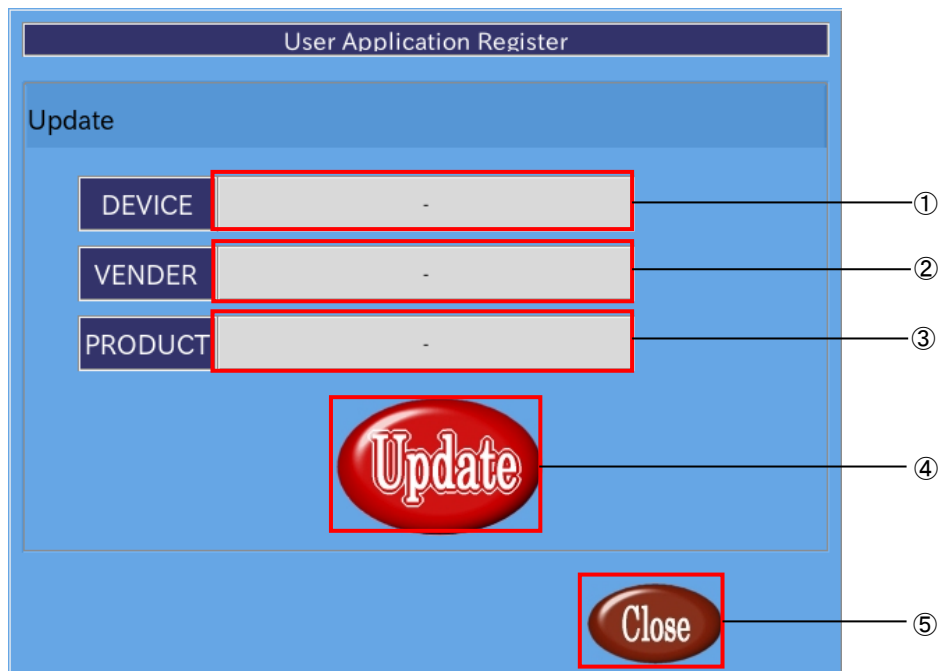 User Application Register
Update
DEVICE - ①
VENDER - ②
PRODUCT - ③
Update ④
Close ⑤